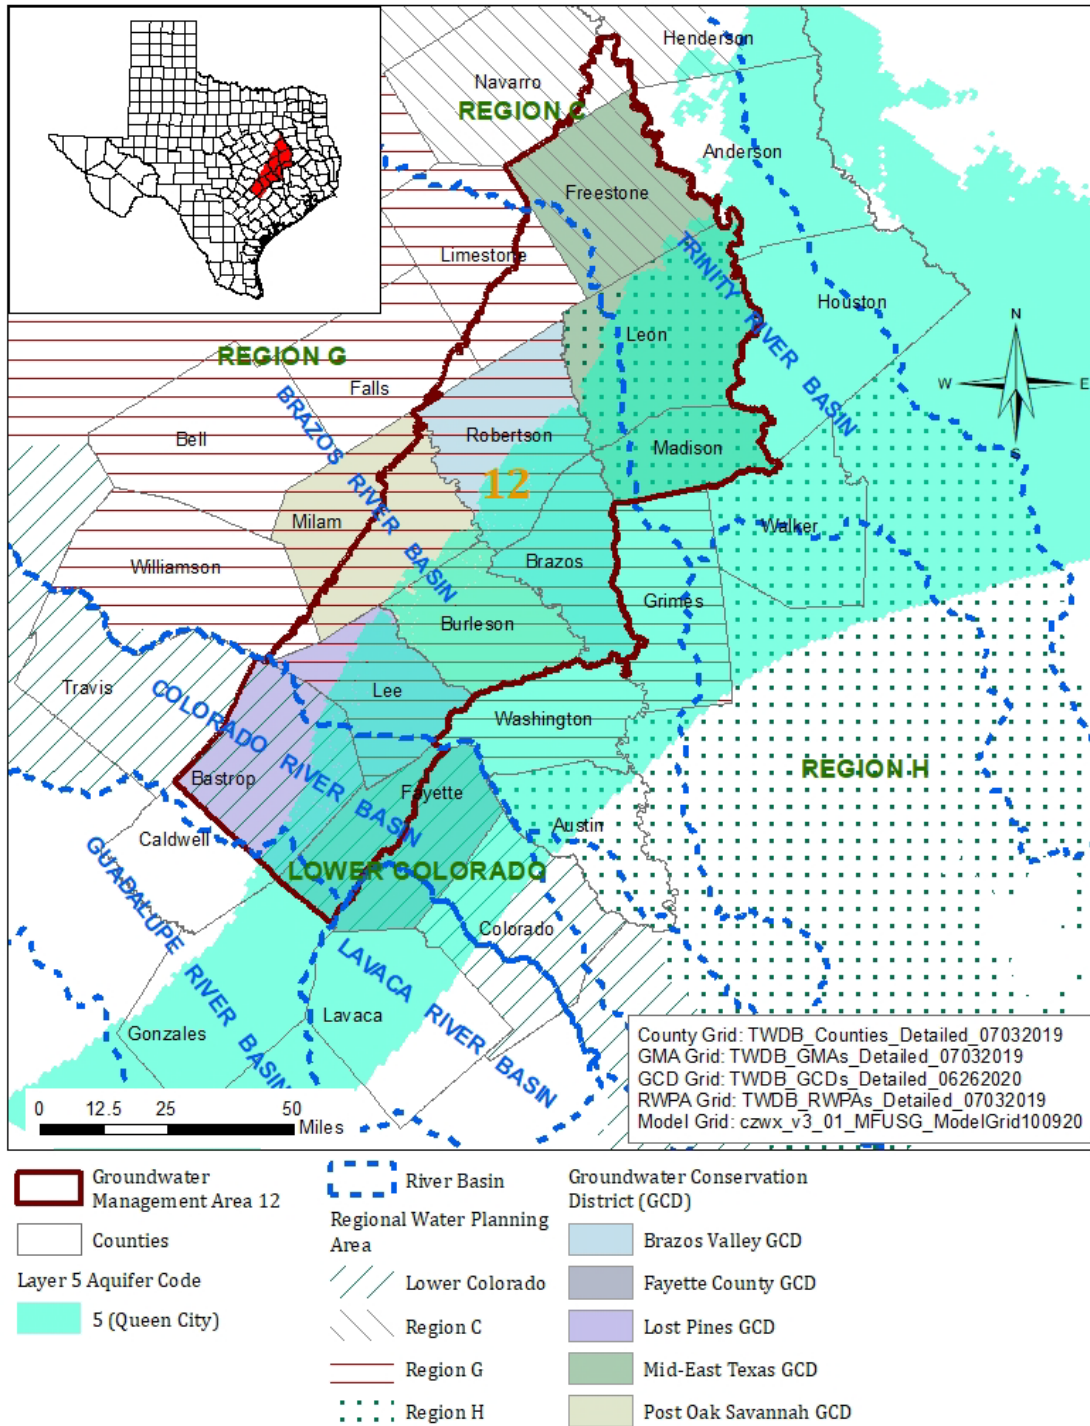 Henderson
Navarro
REGION C
Anderson
Freestone
Limestone
TRINITY RIVER BASIN
Houston
N
W
E
S
Leon
REGION G
Falls
BRAZOS RIVER BASIN
Bell
Robertson
Madison
12
Milam
Walker
Williamson
Brazos
Grimes
Burleson
Travis
Lee
COLORADO RIVER BASIN
Washington
Bastrop
REGION H
Fayette
Caldwell
Austin
GUADALUPE RIVER BASIN
LOWER COLORADO
Colorado
LAVACA RIVER BASIN
Lavaca
Gonzales
County Grid: TWDB_Counties_Detailed_07032019
GMA Grid: TWDB_GMAs_Detailed_07032019
GCD Grid: TWDB_GCDs_Detailed_06262020
RWPA Grid: TWDB_RWPAs_Detailed_07032019
Model Grid: czwx_v3_01_MFUSG_ModelGrid100920
0 12.5 25 50
Miles
Groundwater
Management Area 12
Counties
Layer 5 Aquifer Code
5 (Queen City)
River Basin
Regional Water Planning
Area
Lower Colorado
Region C
Region G
Region H
Groundwater Conservation
District (GCD)
Brazos Valley GCD
Fayette County GCD
Lost Pines GCD
Mid-East Texas GCD
Post Oak Savannah GCD